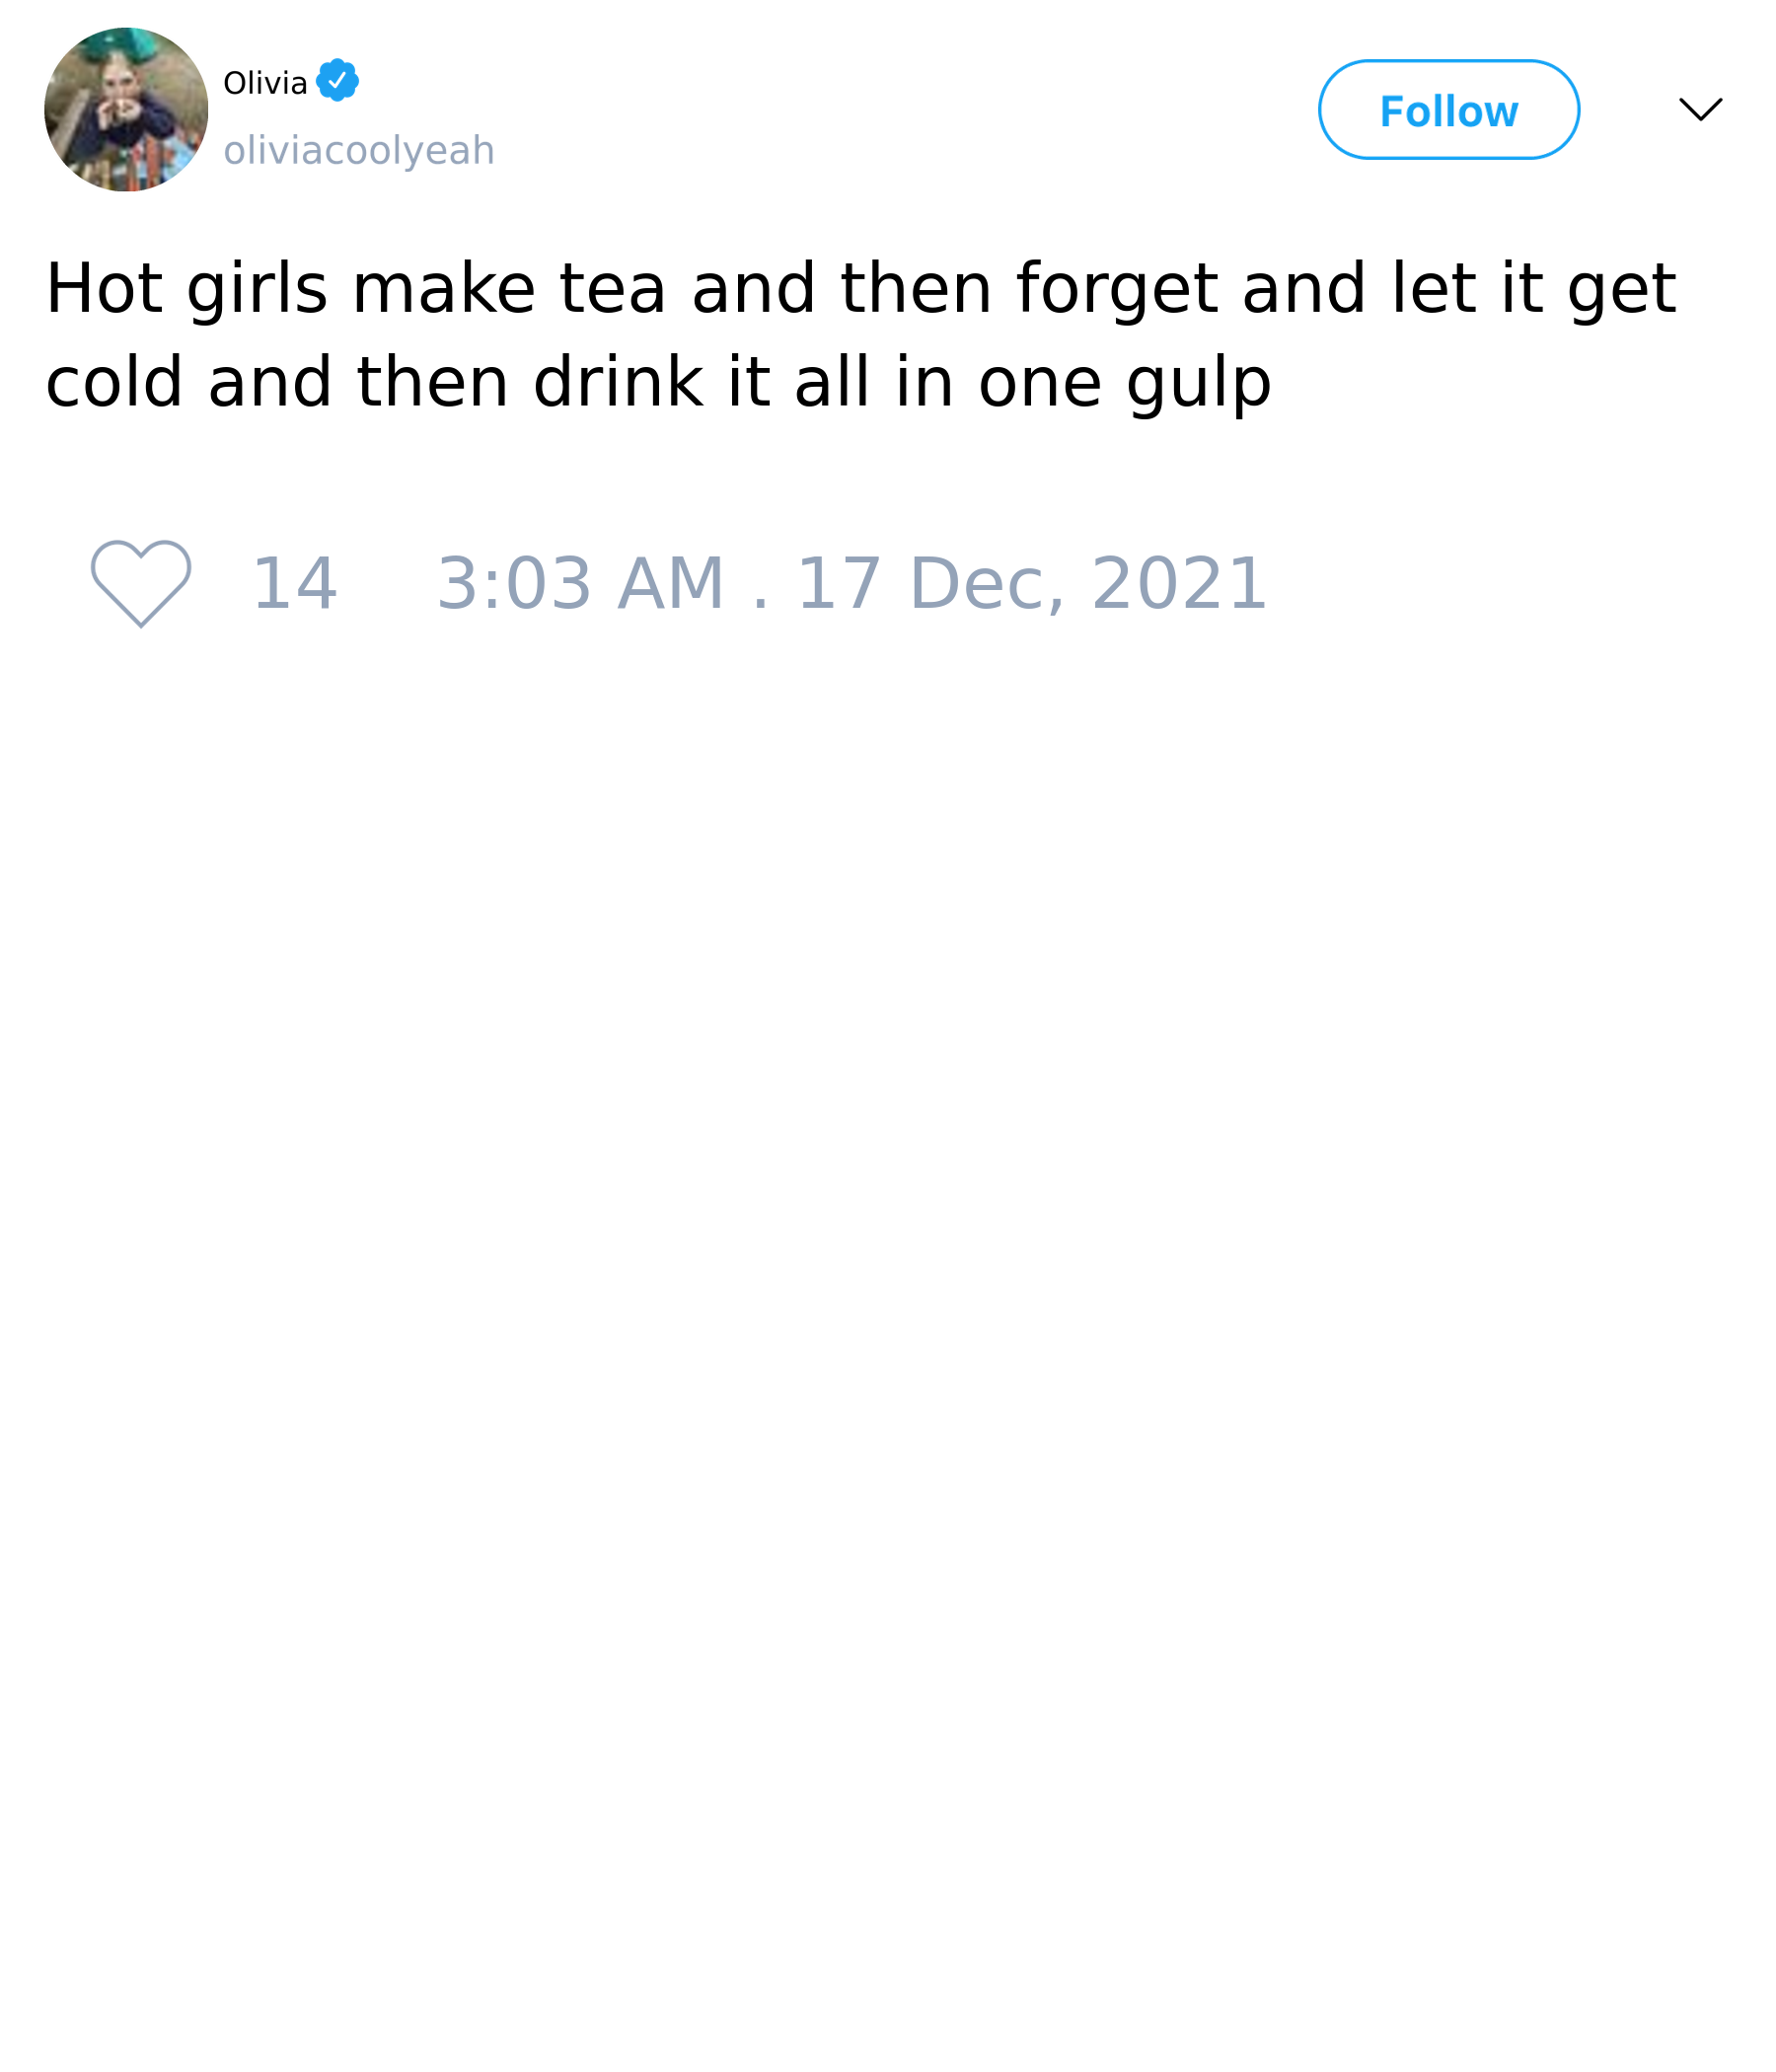 Olivia
oliviacoolyeah
Follow
Hot girls make tea and then forget and let it get
cold and then drink it all in one gulp
14 3:03 AM . 17 Dec, 2021